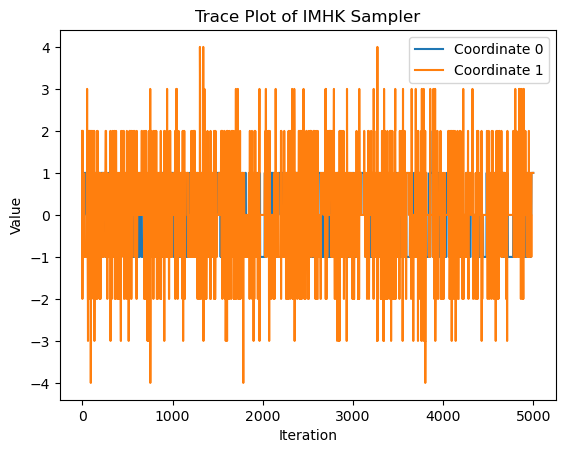 Trace Plot of IMHK Sampler
Coordinate 0
Coordinate 1
Value
4
3
2
1
0
−1
−2
−3
−4
0 1000 2000 3000 4000 5000
Iteration